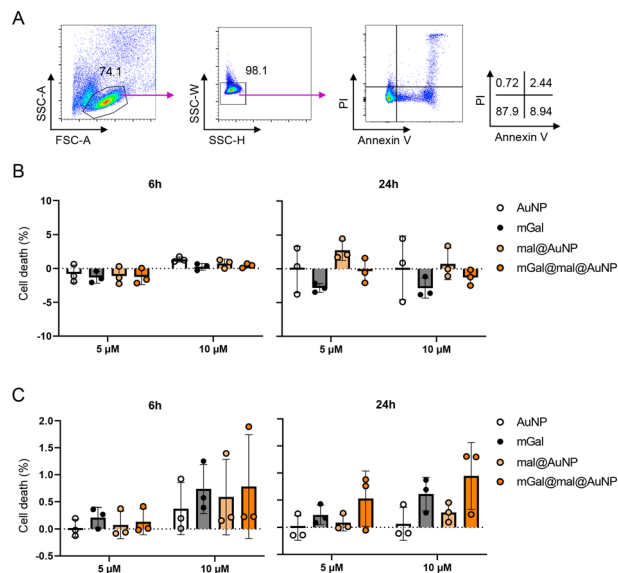 A
74.1
SSC-A
FSC-A
98.1
SSC-W
SSC-H
PI
Annexin V
0.72 2.44
87.9 8.94
PI
Annexin V
B
6h 24h
Cell death (%)
10
5
0
-5
-10
5 µM 10 µM 5 µM 10 µM
AuNP
mGal
mal@AuNP
mGal@mal@AuNP
C
6h 24h
Cell death (%)
2.0
1.5
1.0
0.5
0.0
-0.5
5 µM 10 µM 5 µM 10 µM
AuNP
mGal
mal@AuNP
mGal@mal@AuNP